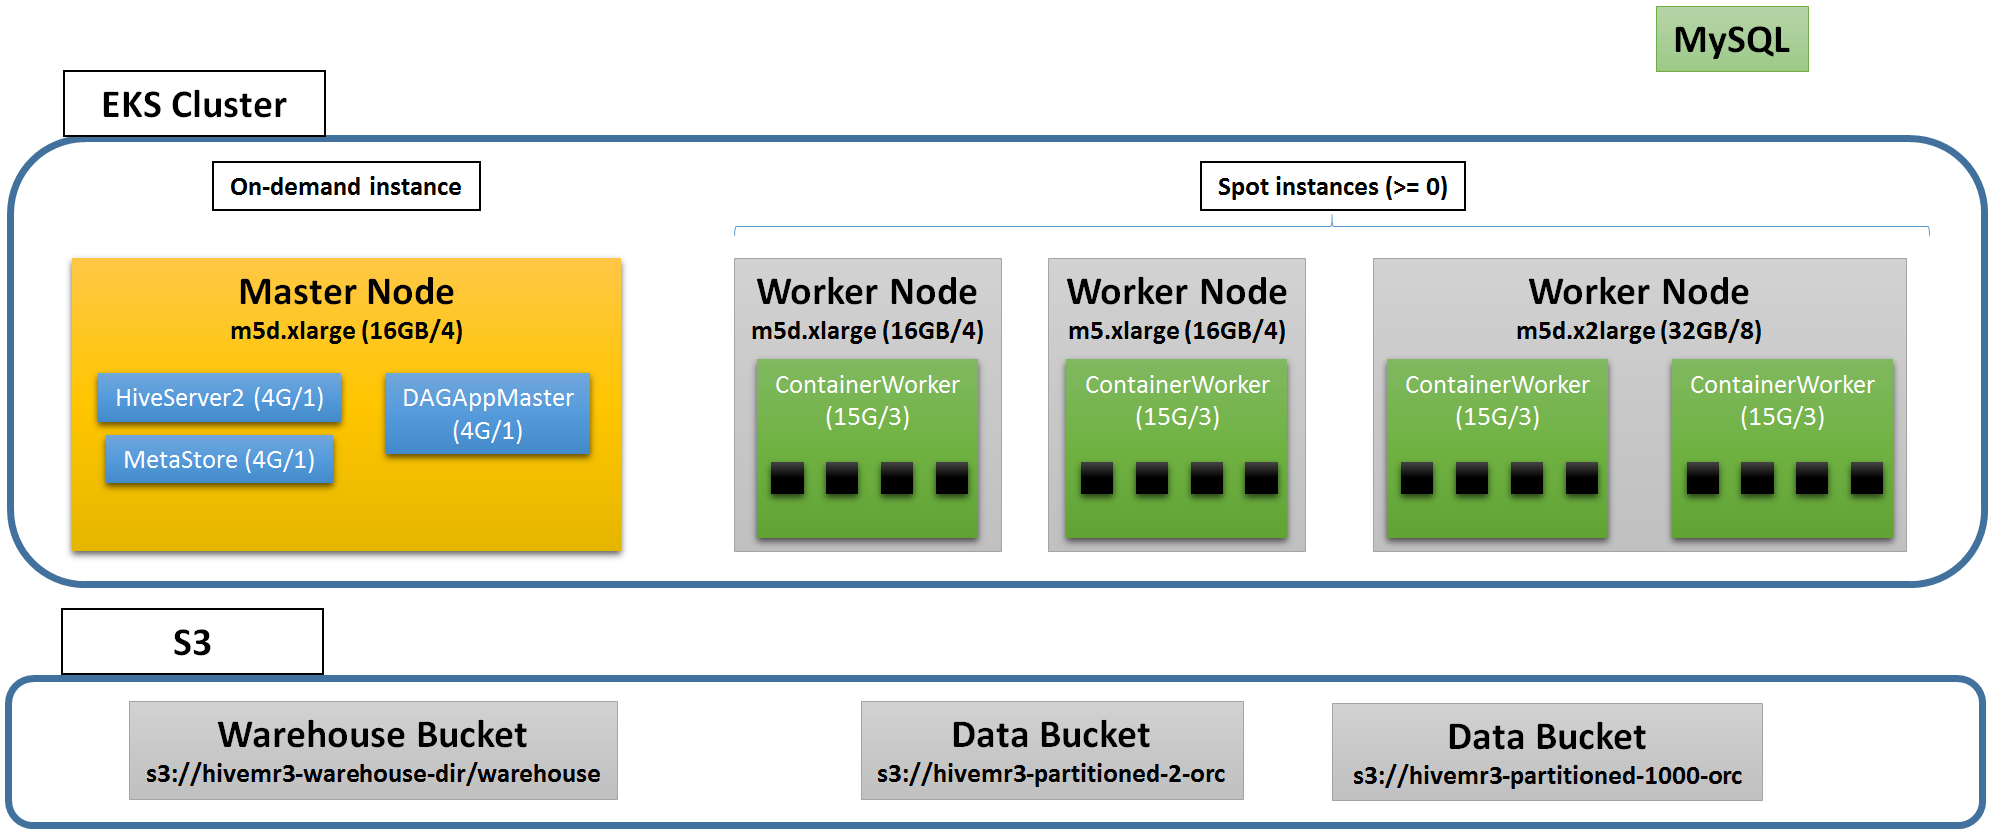 MySQL
EKS Cluster
On-demand instance
Spot instances (>= 0)
Master Node
m5d.xlarge (16GB/4)
HiveServer2 (4G/1)
MetaStore (4G/1)
DAGAppMaster
(4G/1)
Worker Node
m5d.xlarge (16GB/4)
ContainerWorker
(15G/3)
Worker Node
m5.xlarge (16GB/4)
ContainerWorker
(15G/3)
Worker Node
m5d.x2large (32GB/8)
ContainerWorker
(15G/3)
ContainerWorker
(15G/3)
S3
Warehouse Bucket
s3://hivemr3-warehouse-dir/warehouse
Data Bucket
s3://hivemr3-partitioned-2-orc
Data Bucket
s3://hivemr3-partitioned-1000-orc